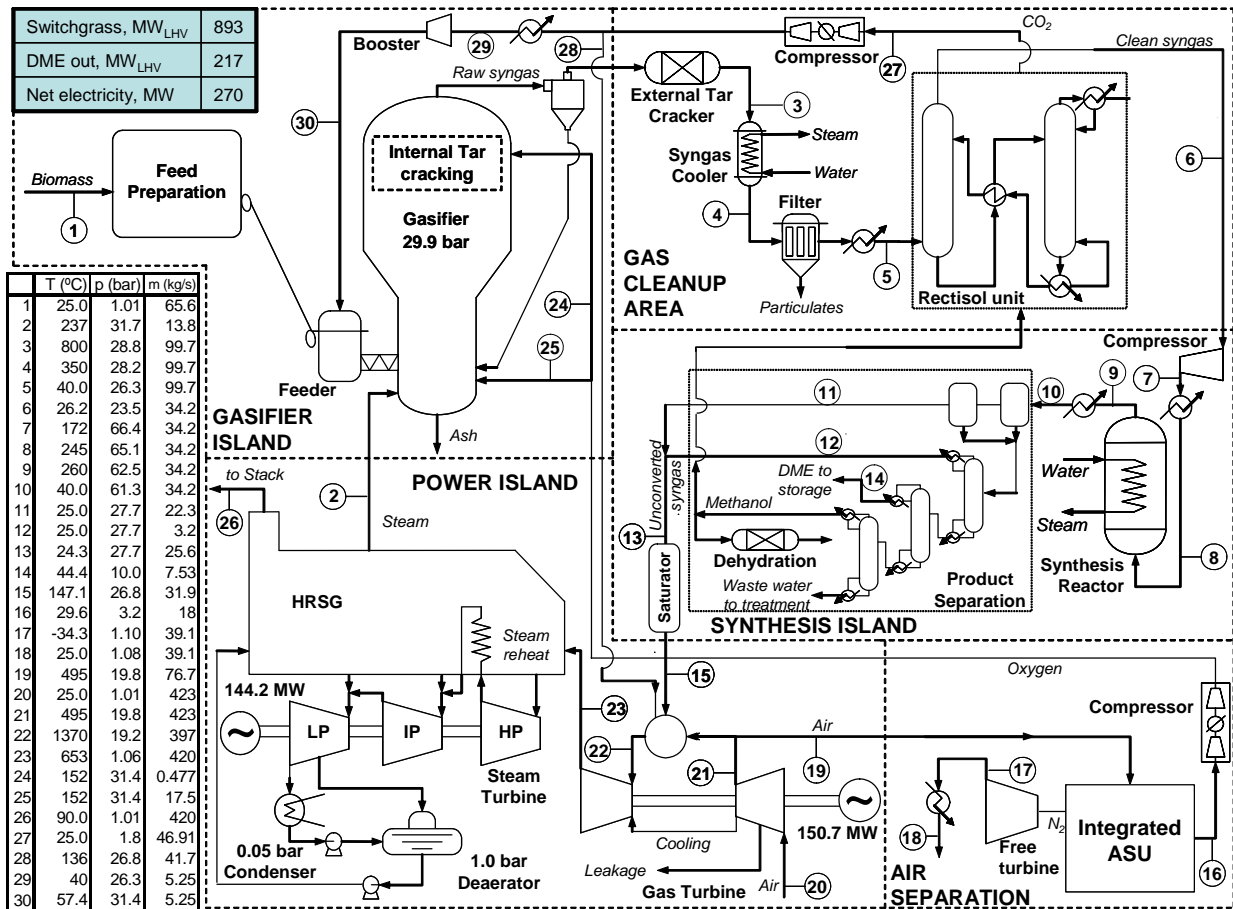 Switchgrass, MWLHV 893
DME out, MWLHV 217
Net electricity, MW 270
Booster
29
28
Raw syngas
30
Biomass
1
Feed
Preparation
Internal Tar
cracking
Gasifier
29.9 bar
24
25
Feeder
GASIFIER
ISLAND
Ash
CO2
Clean syngas
Compressor
27
External Tar
Cracker
3
Steam
Syngas
Cooler
Water
4
Filter
5
Particulates
GAS
CLEANUP
AREA
Rectisol unit
6
Compressor
7
9
10
11
12
DME to
storage
14
Unconverted
syngas
Methanol
13
Dehydration
Waste water
to treatment
Product
Separation
Water
Steam
Synthesis
Reactor
8
SYNTHESIS ISLAND
Saturator
15
T (ºC) p (bar) m (kg/s)
1 25.0 1.01 65.6
2 237 31.7 13.8
3 800 28.8 99.7
4 350 28.2 99.7
5 40.0 26.3 99.7
6 26.2 23.5 34.2
7 172 66.4 34.2
8 245 65.1 34.2
9 260 62.5 34.2
10 40.0 61.3 34.2
11 25.0 27.7 22.3
12 25.0 27.7 3.2
13 24.3 27.7 25.6
14 44.4 10.0 7.53
15 147.1 26.8 31.9
16 29.6 3.2 18
17 -34.3 1.10 39.1
18 25.0 1.08 39.1
19 495 19.8 76.7
20 25.0 1.01 423
21 495 19.8 423
22 1370 19.2 397
23 653 1.06 420
24 152 31.4 0.477
25 152 31.4 17.5
26 90.0 1.01 420
27 25.0 1.8 46.91
28 136 26.8 41.7
29 40 26.3 5.25
30 57.4 31.4 5.25
to Stack
26
2
POWER ISLAND
Steam
HRSG
Steam
reheat
144.2 MW
LP
IP
HP
Steam
Turbine
0.05 bar
Condenser
1.0 bar
Deaerator
23
22
21
Air
19
Cooling
Leakage
Gas Turbine
Air
20
150.7 MW
Oxygen
Compressor
17
18
N2
Free
turbine
Integrated
ASU
16
AIR
SEPARATION